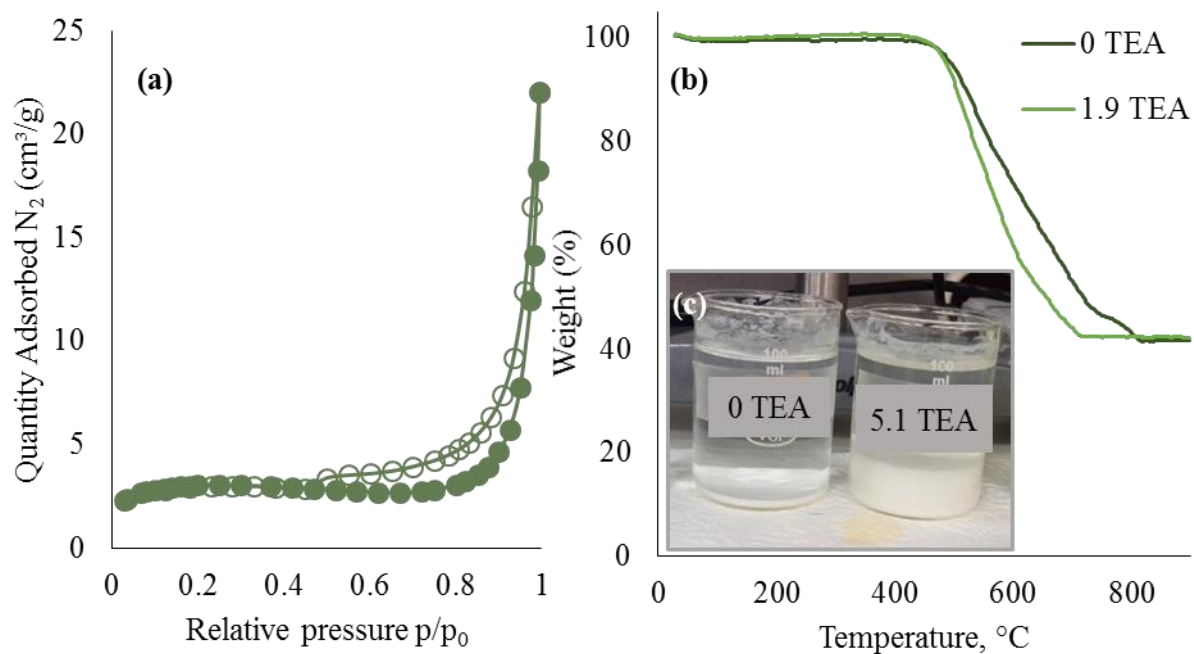 25
20
15
10
5
0
Quantity Adsorbed N₂ (cm³/g)
(a)
0
0.2
0.4
0.6
0.8
1
Relative pressure p/p₀
100
80
60
40
20
0
Weight (%)
(b)
0 TEA
1.9 TEA
(c)
100
ml
0 TEA
100
ml
5.1 TEA
0
200
400
600
800
Temperature, °C